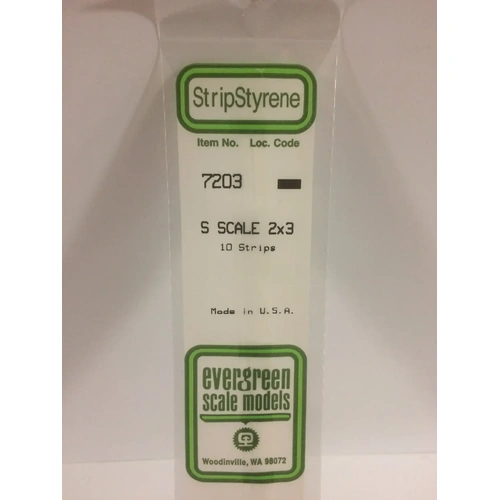 StripStyrene
Item No. Loc. Code
7203
S SCALE 2x3
10 Strips
Made in U.S.A.
evergreen
scale models
Woodinville, WA 98072